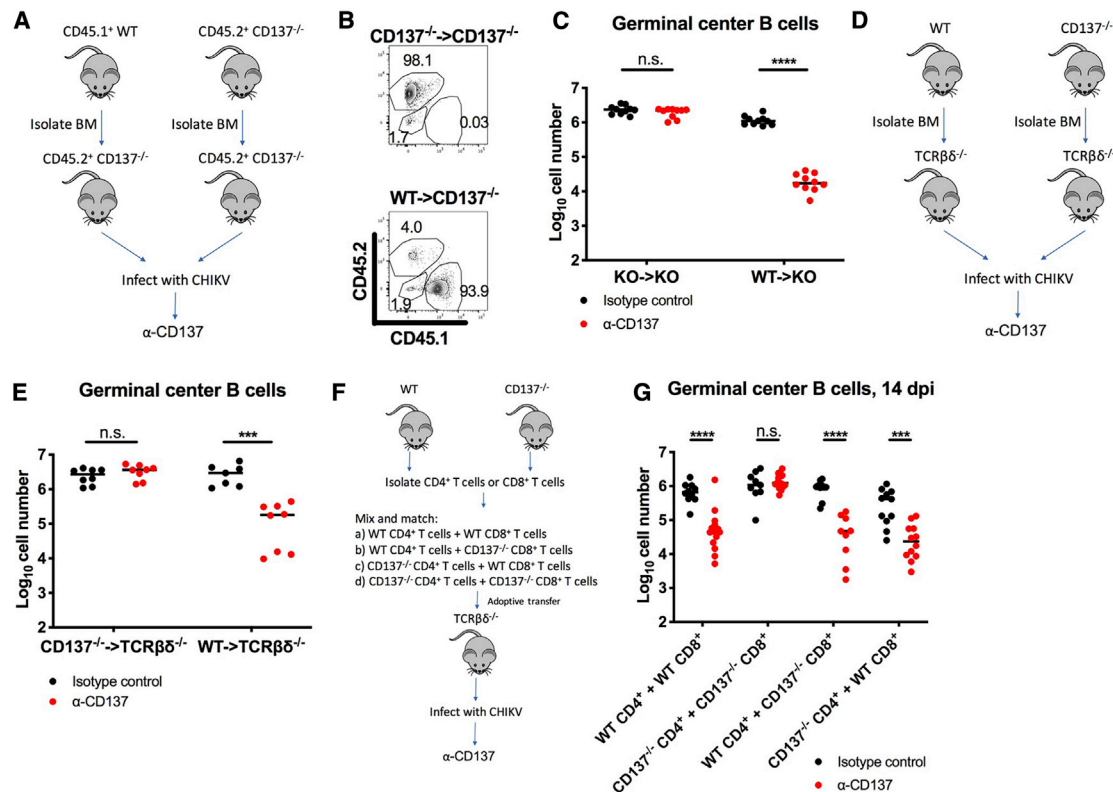 A
CD45.1⁺ WT
CD45.2⁺ CD137⁻/⁻
Isolate BM
Isolate BM
CD45.2⁺ CD137⁻/⁻
CD45.2⁺ CD137⁻/⁻
Infect with CHIKV
α-CD137
B
CD137⁻/⁻->CD137⁻/⁻
98.1
0.03
1.7
WT->CD137⁻/⁻
4.0
93.9
1.9
CD45.2
CD45.1
C
Germinal center B cells
n.s.
****
Log₁₀ cell number
7
6
5
4
3
2
KO->KO
WT->KO
Isotype control
α-CD137
D
WT
CD137⁻/⁻
Isolate BM
Isolate BM
TCRβδ⁻/⁻
TCRβδ⁻/⁻
Infect with CHIKV
α-CD137
E
Germinal center B cells
n.s.
***
Log₁₀ cell number
7
6
5
4
3
2
CD137⁻/⁻->TCRβδ⁻/⁻
WT->TCRβδ⁻/⁻
Isotype control
α-CD137
F
WT
CD137⁻/⁻
Isolate CD4⁺ T cells or CD8⁺ T cells
Mix and match:
a) WT CD4⁺ T cells + WT CD8⁺ T cells
b) WT CD4⁺ T cells + CD137⁻/⁻ CD8⁺ T cells
c) CD137⁻/⁻ CD4⁺ T cells + WT CD8⁺ T cells
d) CD137⁻/⁻ CD4⁺ T cells + CD137⁻/⁻ CD8⁺ T cells
Adoptive transfer
TCRβδ⁻/⁻
Infect with CHIKV
α-CD137
G
Germinal center B cells, 14 dpi
****
n.s.
****
***
Log₁₀ cell number
7
6
5
4
3
2
WT CD4⁺ + WT CD8⁺
CD137⁻/⁻ CD4⁺ + CD137⁻/⁻ CD8⁺
WT CD4⁺ + CD137⁻/⁻ CD8⁺
CD137⁻/⁻ CD4⁺ + WT CD8⁺
Isotype control
α-CD137